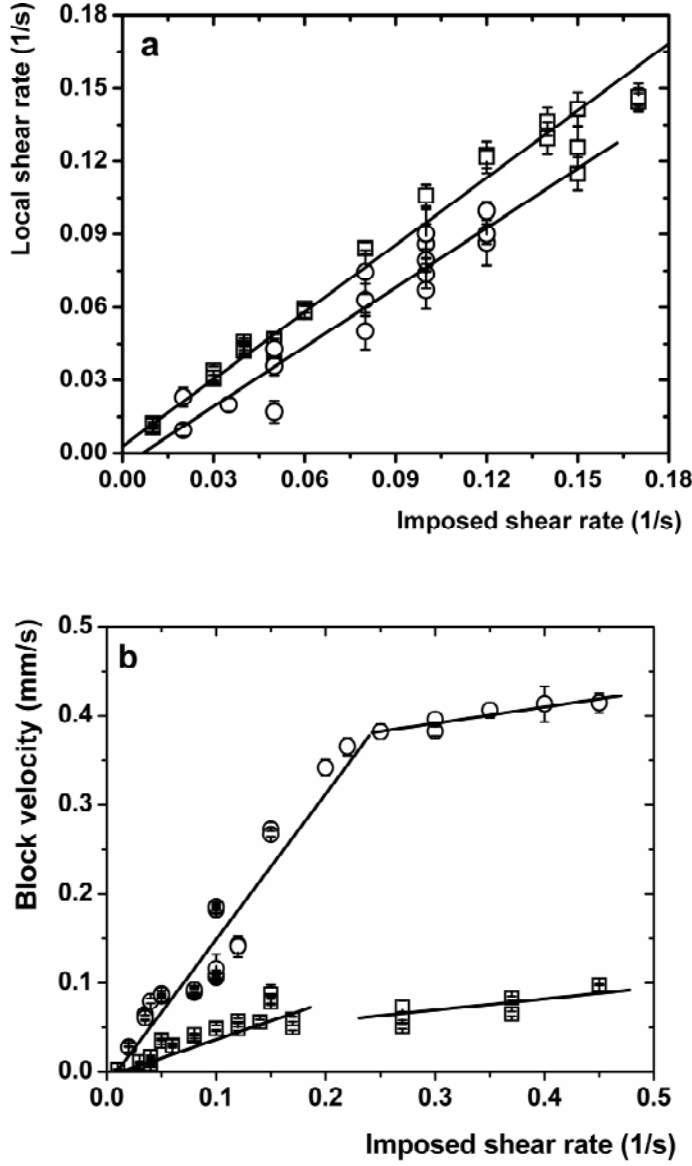 a
Local shear rate (1/s)
0.18
0.15
0.12
0.09
0.06
0.03
0.00
0.00 0.03 0.06 0.09 0.12 0.15 0.18
Imposed shear rate (1/s)
b
Block velocity (mm/s)
0.5
0.4
0.3
0.2
0.1
0.0
0.0 0.1 0.2 0.3 0.4 0.5
Imposed shear rate (1/s)